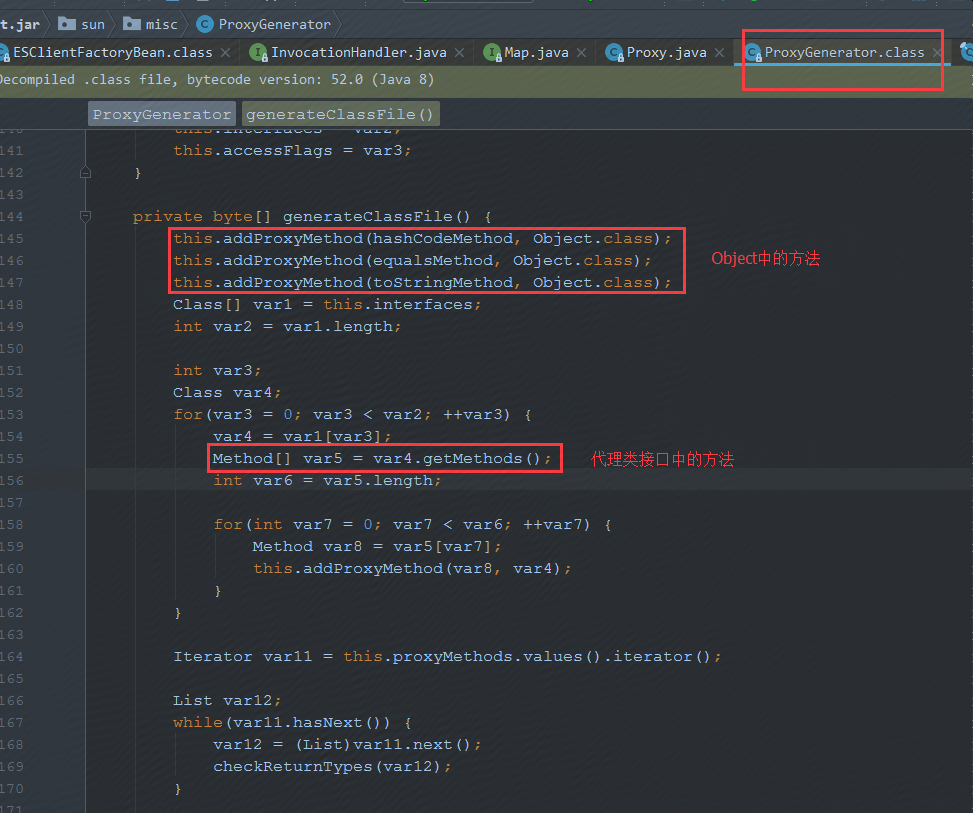 t.jar sun misc ProxyGenerator
ESClientFactoryBean.class InvocationHandler.java Map.java Proxy.java ProxyGenerator.class
Decompiled .class file, bytecode version: 52.0 (Java 8)
ProxyGenerator generateClassFile()
141 this.accessFlags = var3;
142 }
143
144 private byte[] generateClassFile() {
145 this.addProxyMethod(hashCodeMethod, Object.class);
146 this.addProxyMethod(equalsMethod, Object.class); Object中的方法
147 this.addProxyMethod(toStringMethod, Object.class);
148 Class[] var1 = this.interfaces;
149 int var2 = var1.length;
150
151 int var3;
152 Class var4;
153 for(var3 = 0; var3 < var2; ++var3) {
154 var4 = var1[var3];
155 Method[] var5 = var4.getMethods(); 代理类接口中的方法
156 int var6 = var5.length;
157
158 for(int var7 = 0; var7 < var6; ++var7) {
159 Method var8 = var5[var7];
160 this.addProxyMethod(var8, var4);
161 }
162 }
163
164 Iterator var11 = this.proxyMethods.values().iterator();
165
166 List var12;
167 while(var11.hasNext()) {
168 var12 = (List)var11.next();
169 checkReturnTypes(var12);
170 }
171